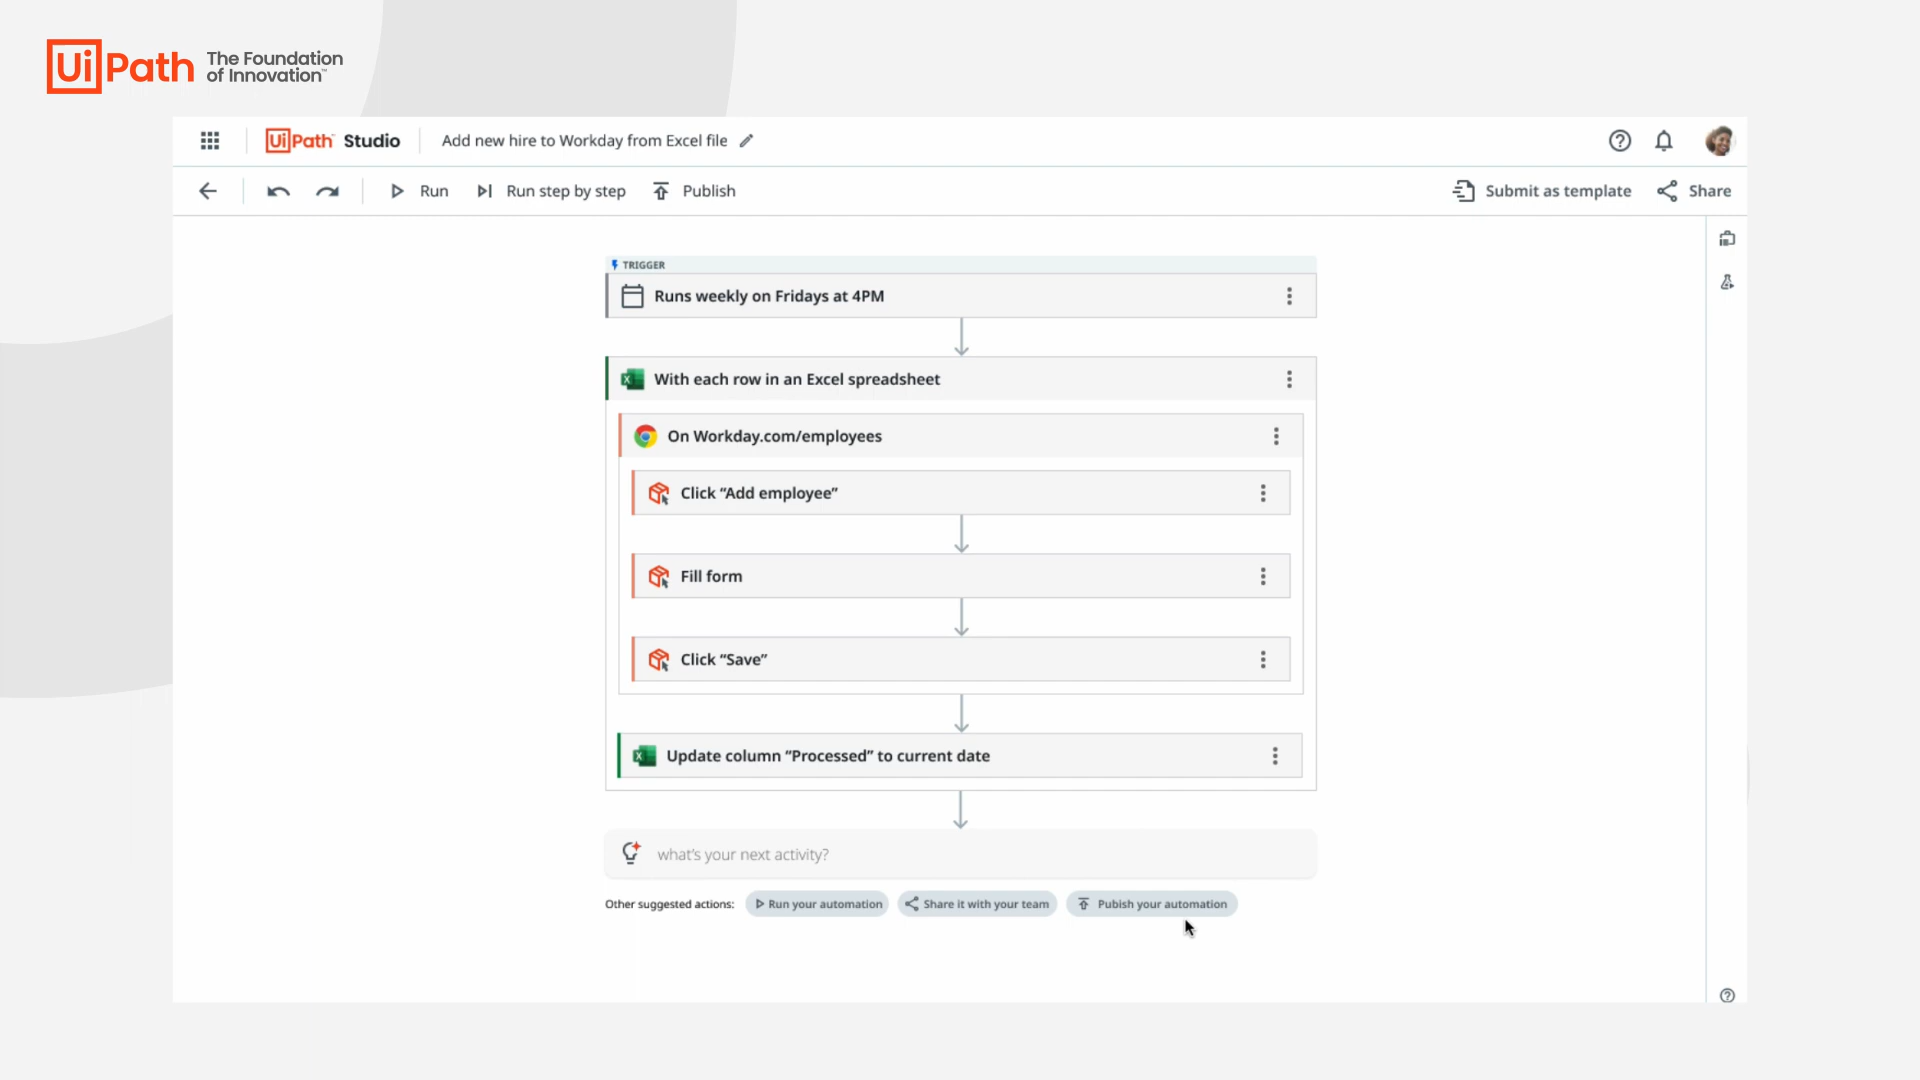 UiPath The Foundation
of Innovation™
UiPath™ Studio Add new hire to Workday from Excel file
Run Run step by step Publish Submit as template Share
TRIGGER
Runs weekly on Fridays at 4PM
With each row in an Excel spreadsheet
On Workday.com/employees
Click “Add employee”
Fill form
Click “Save”
Update column “Processed” to current date
what's your next activity?
Other suggested actions: Run your automation Share it with your team Pubish your automation